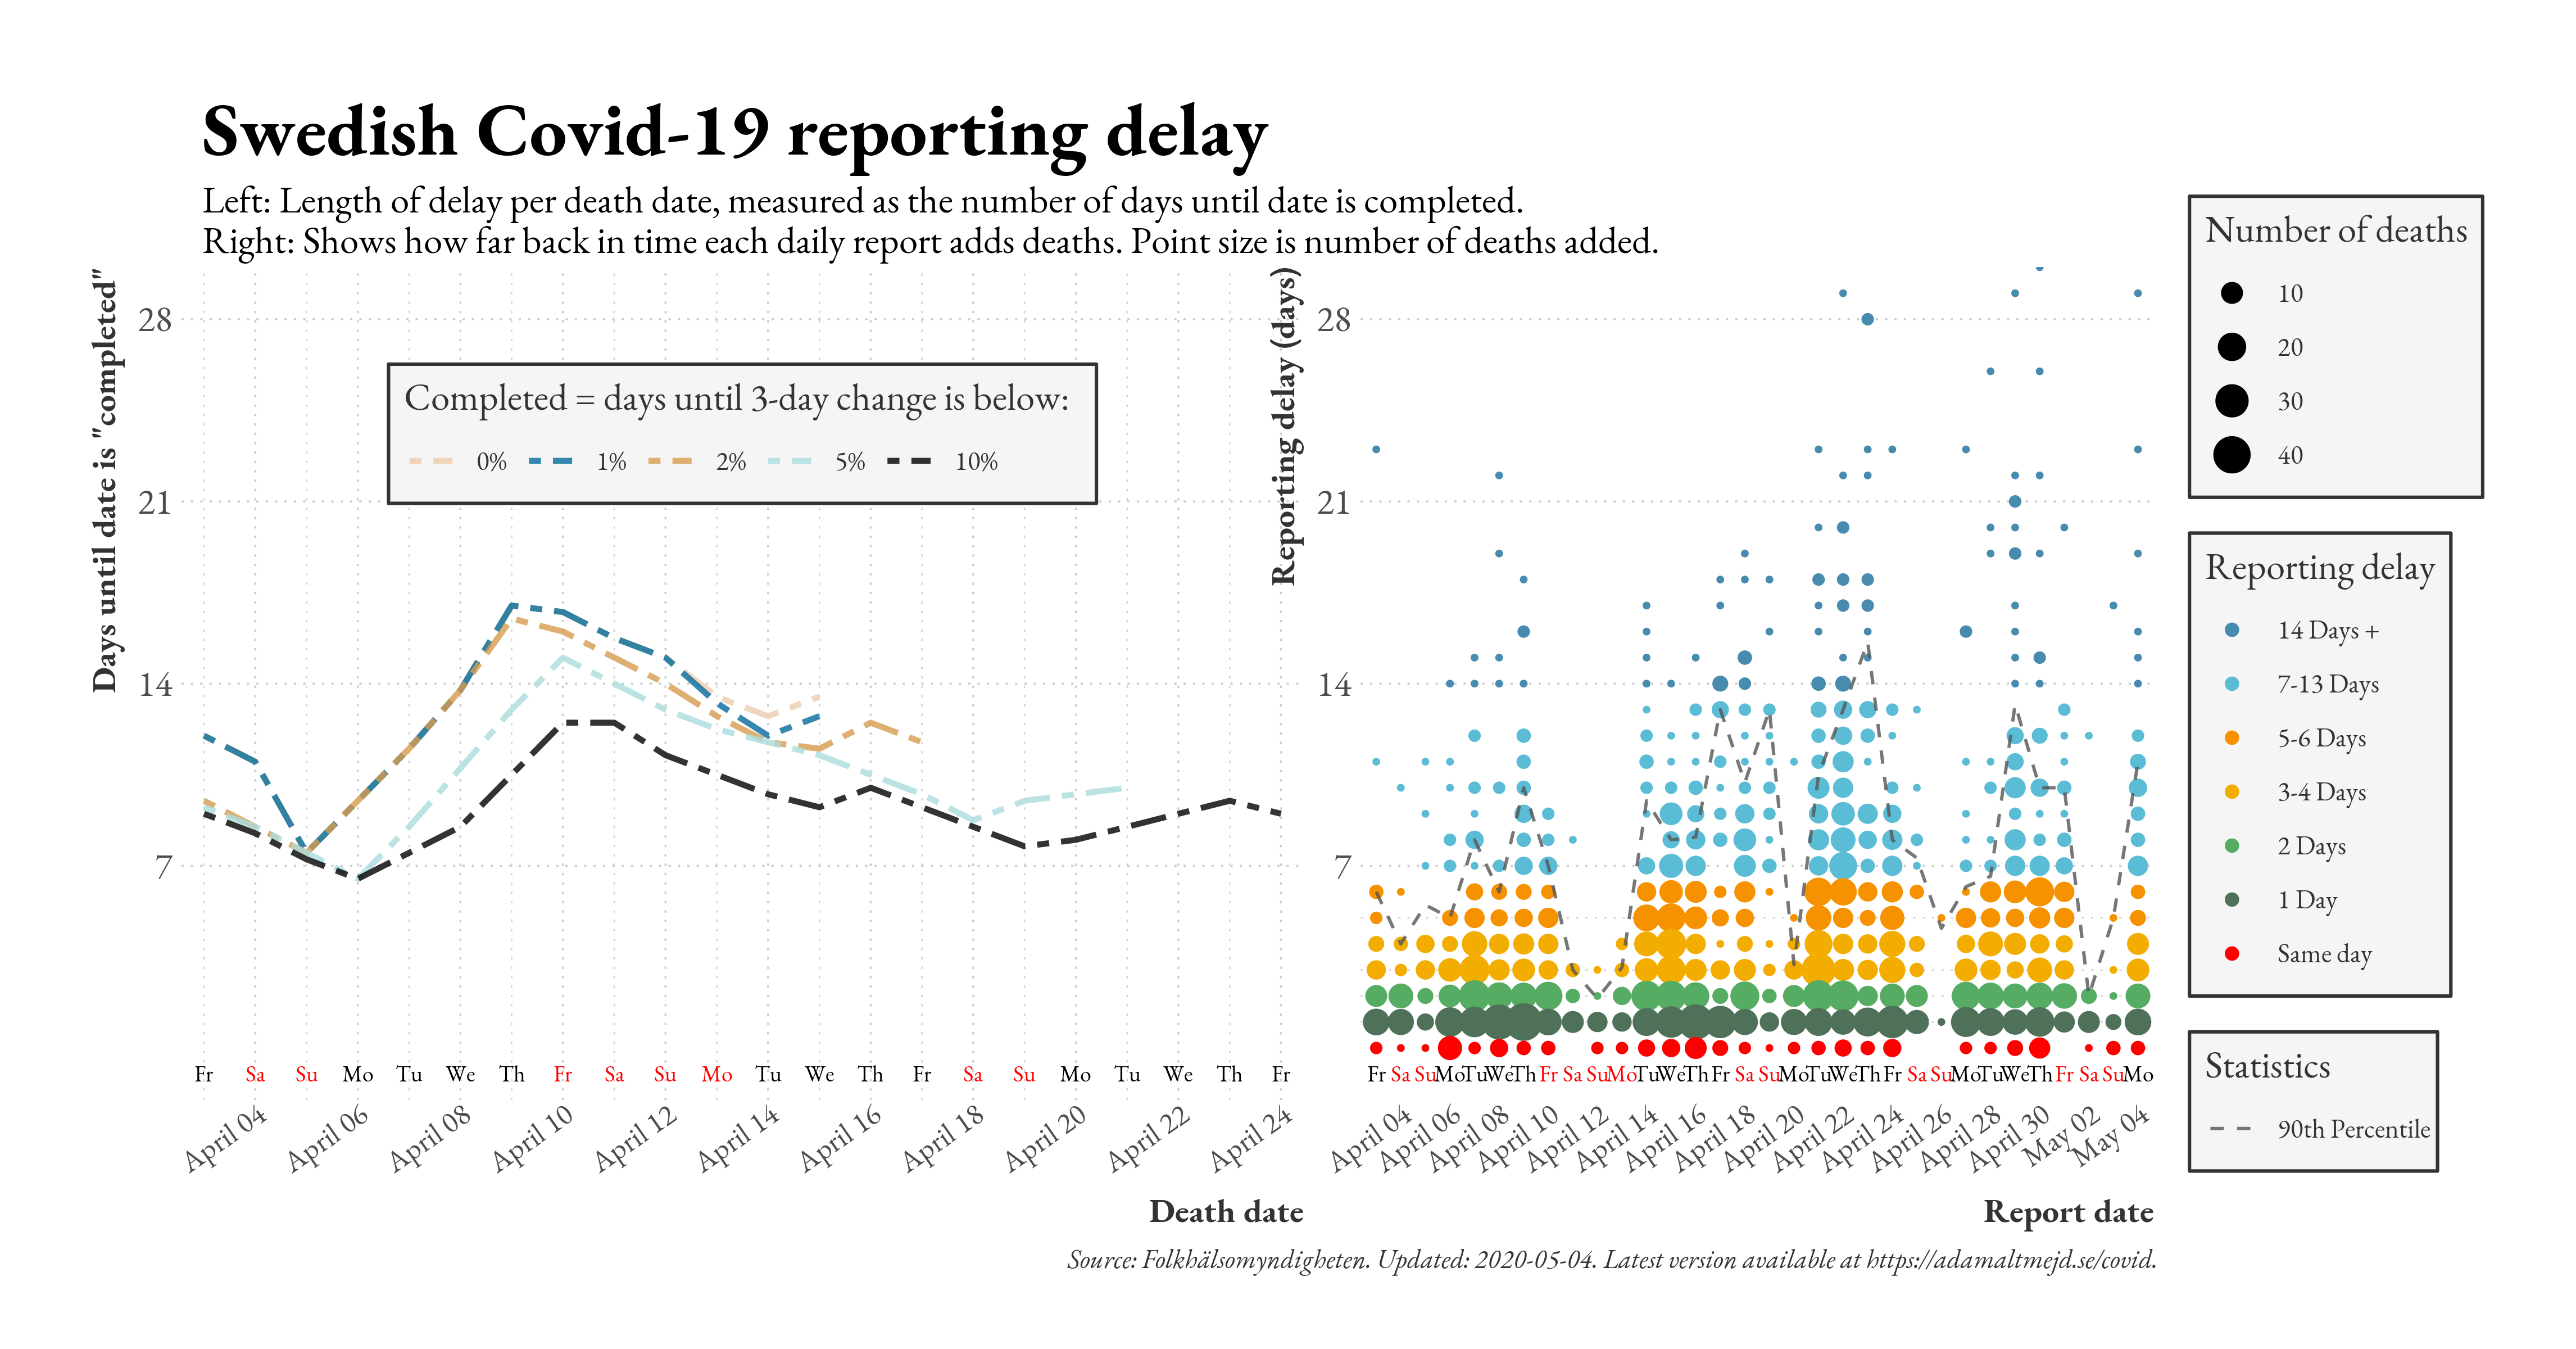 Swedish Covid-19 reporting delay
Left: Length of delay per death date, measured as the number of days until date is completed.
Right: Shows how far back in time each daily report adds deaths. Point size is number of deaths added.
Days until date is "completed"
28
21
14
7
Completed = days until 3-day change is below:
0% 1% 2% 5% 10%
Fr Sa Su Mo Tu We Th Fr Sa Su Mo Tu We Th Fr Sa Su Mo Tu We Th Fr
April 04 April 06 April 08 April 10 April 12 April 14 April 16 April 18 April 20 April 22 April 24
Death date
Reporting delay (days)
28
21
14
7
Fr Sa Su Mo Tu We Th Fr Sa Su Mo Tu We Th Fr Sa Su Mo Tu We Th Fr Sa Su Mo Tu We Th Fr Sa Su Mo
April 04 April 06 April 08 April 10 April 12 April 14 April 16 April 18 April 20 April 22 April 24 April 26 April 28 April 30 May 02 May 04
Report date
Number of deaths
10
20
30
40
Reporting delay
14 Days +
7-13 Days
5-6 Days
3-4 Days
2 Days
1 Day
Same day
Statistics
90th Percentile
Source: Folkhälsomyndigheten. Updated: 2020-05-04. Latest version available at https://adamaltmejd.se/covid.